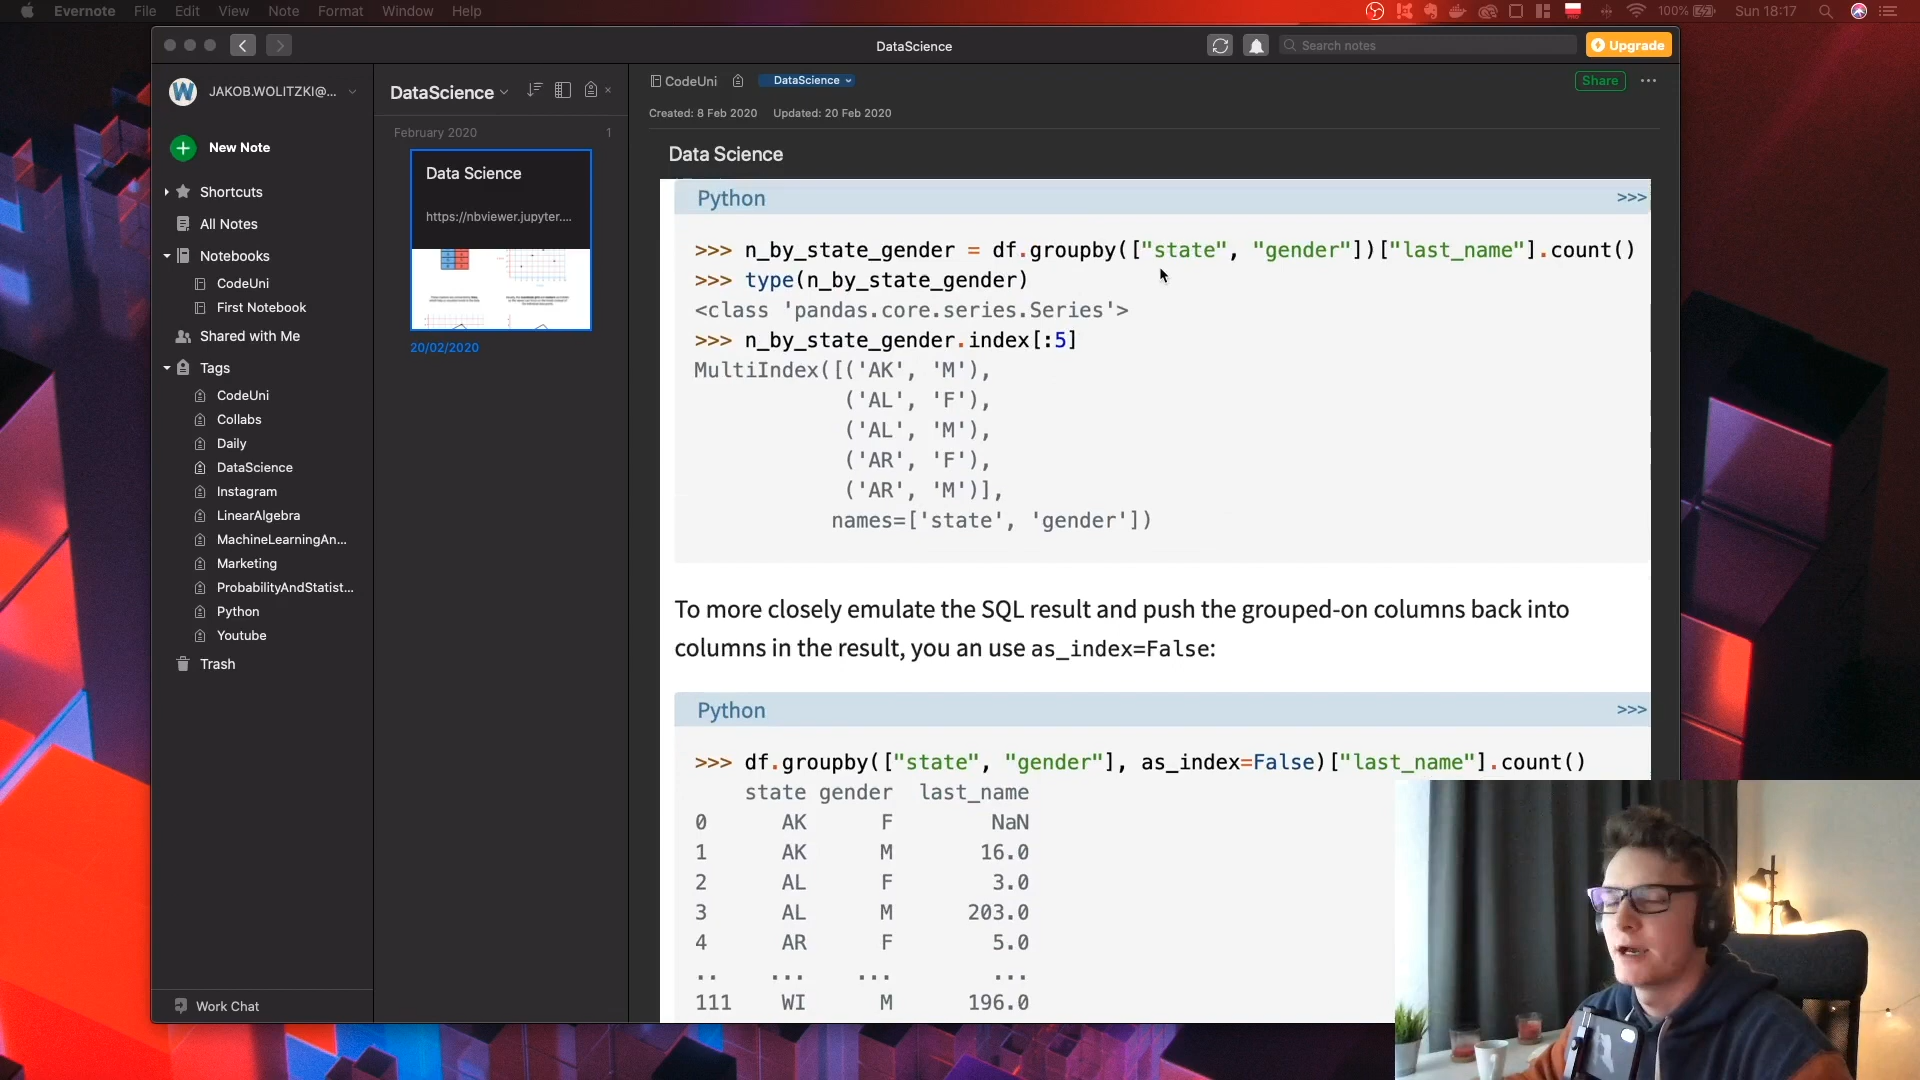 Evernote File Edit View Note Format Window Help
100% Sun 18:17
DataScience
Search notes
Upgrade
W JAKOB.WOLITZKI@...
New Note
Shortcuts
All Notes
Notebooks
CodeUni
First Notebook
Shared with Me
Tags
CodeUni
Collabs
Daily
DataScience
Instagram
LinearAlgebra
MachineLearningAn...
Marketing
ProbabilityAndStatist...
Python
Youtube
Trash
Work Chat
DataScience
February 2020 1
Data Science
https://nbviewer.jupyter....
20/02/2020
CodeUni DataScience
Share
Created: 8 Feb 2020 Updated: 20 Feb 2020
Data Science
Python >>>
>>> n_by_state_gender = df.groupby(["state", "gender"])["last_name"].count()
>>> type(n_by_state_gender)
<class 'pandas.core.series.Series'>
>>> n_by_state_gender.index[:5]
MultiIndex([('AK', 'M'),
('AL', 'F'),
('AL', 'M'),
('AR', 'F'),
('AR', 'M')],
names=['state', 'gender'])
To more closely emulate the SQL result and push the grouped-on columns back into
columns in the result, you an use as_index=False:
Python >>>
>>> df.groupby(["state", "gender"], as_index=False)["last_name"].count()
state gender last_name
0 AK F NaN
1 AK M 16.0
2 AL F 3.0
3 AL M 203.0
4 AR F 5.0
.. ... ... ...
111 WI M 196.0